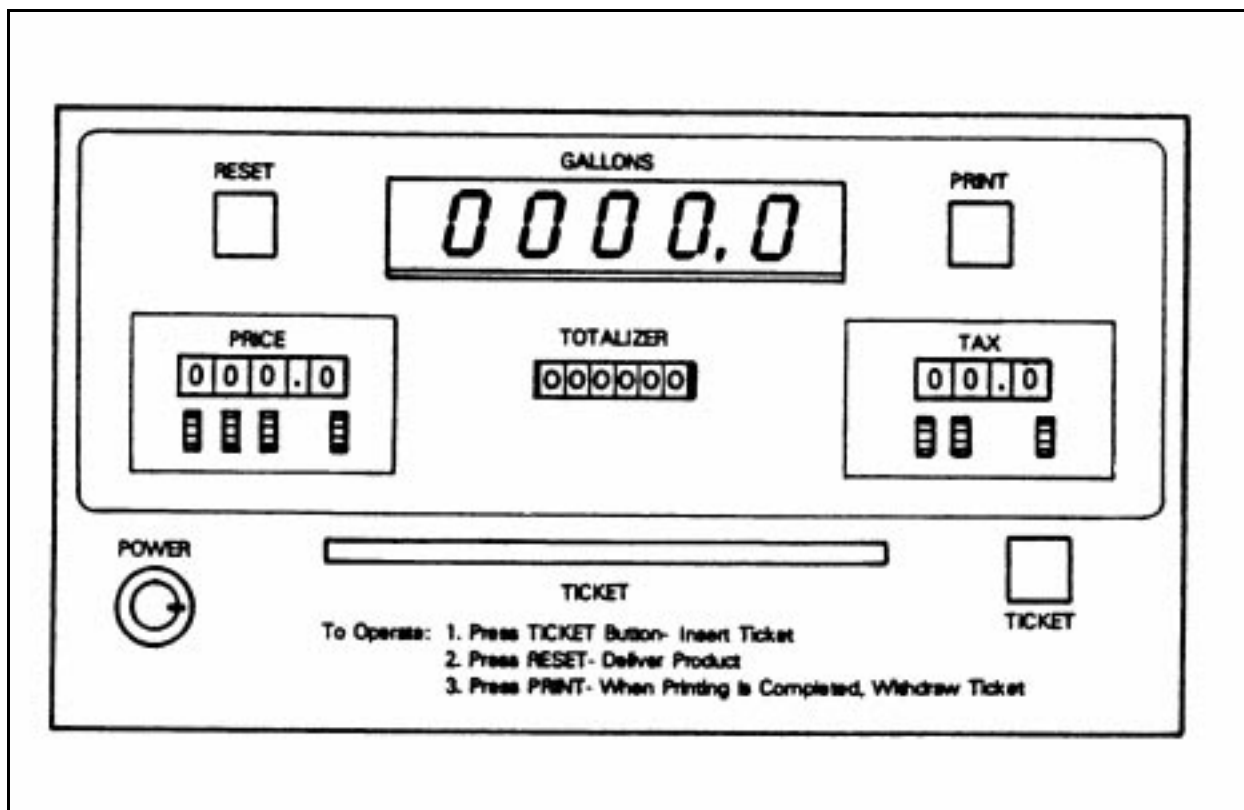 GALLONS
RESET
PRINT
0000.0
PRICE
TOTALIZER
TAX
000.0
000000
00.0
POWER
TICKET
TICKET
To Operate: 1. Press TICKET Button- Insert Ticket
2. Press RESET- Deliver Product
3. Press PRINT- When Printing is Completed, Withdraw Ticket